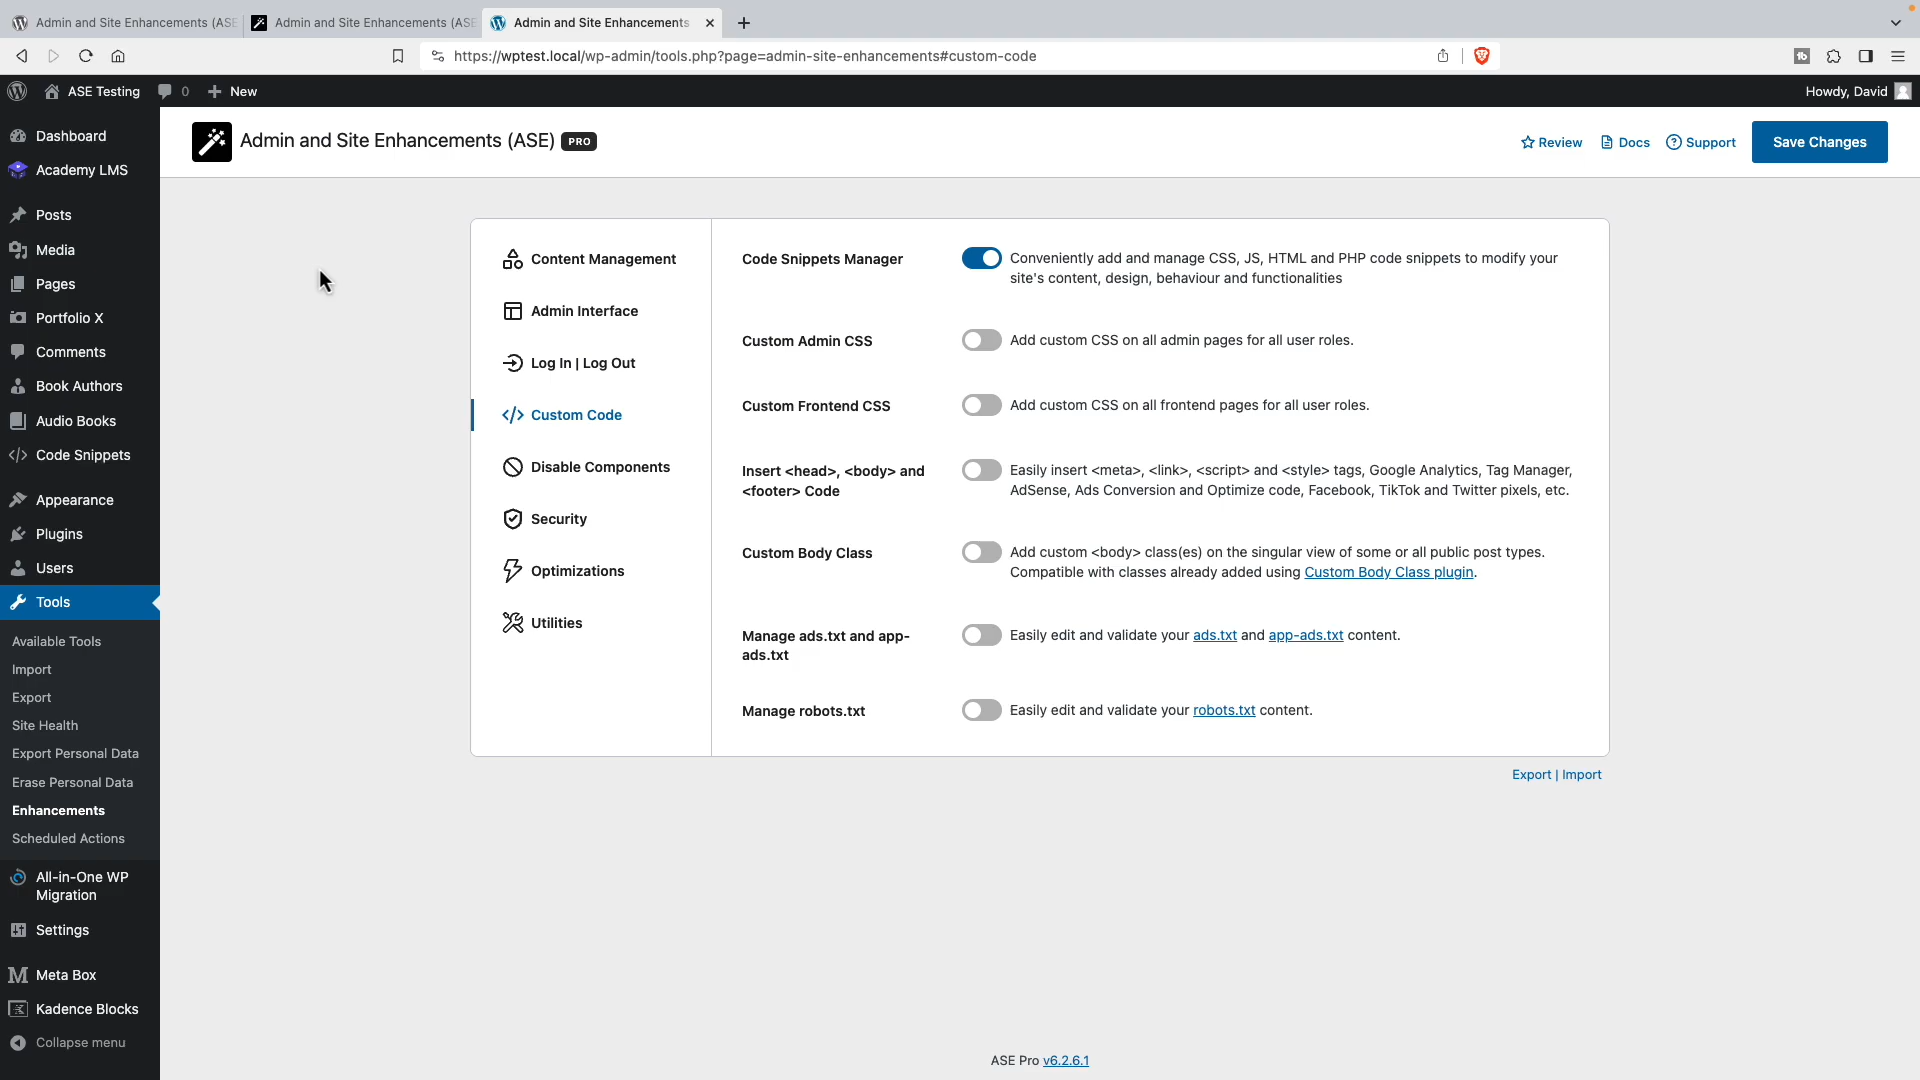 Admin and Site Enhancements (ASE
Admin and Site Enhancements (ASE
Admin and Site Enhancements
https://wptest.local/wp-admin/tools.php?page=admin-site-enhancements#custom-code
ASE Testing
0
New
Howdy, David
Dashboard
Academy LMS
Posts
Media
Pages
Portfolio X
Comments
Book Authors
Audio Books
Code Snippets
Appearance
Plugins
Users
Tools
Available Tools
Import
Export
Site Health
Export Personal Data
Erase Personal Data
Enhancements
Scheduled Actions
All-in-One WP
Migration
Settings
Meta Box
Kadence Blocks
Collapse menu
Admin and Site Enhancements (ASE) PRO
Review
Docs
Support
Save Changes
Content Management
Admin Interface
Log In | Log Out
Custom Code
Disable Components
Security
Optimizations
Utilities
Code Snippets Manager
Conveniently add and manage CSS, JS, HTML and PHP code snippets to modify your
site's content, design, behaviour and functionalities
Custom Admin CSS
Add custom CSS on all admin pages for all user roles.
Custom Frontend CSS
Add custom CSS on all frontend pages for all user roles.
Insert <head>, <body> and
<footer> Code
Easily insert <meta>, <link>, <script> and <style> tags, Google Analytics, Tag Manager,
AdSense, Ads Conversion and Optimize code, Facebook, TikTok and Twitter pixels, etc.
Custom Body Class
Add custom <body> class(es) on the singular view of some or all public post types.
Compatible with classes already added using Custom Body Class plugin.
Manage ads.txt and app-
ads.txt
Easily edit and validate your ads.txt and app-ads.txt content.
Manage robots.txt
Easily edit and validate your robots.txt content.
Export | Import
ASE Pro v6.2.6.1